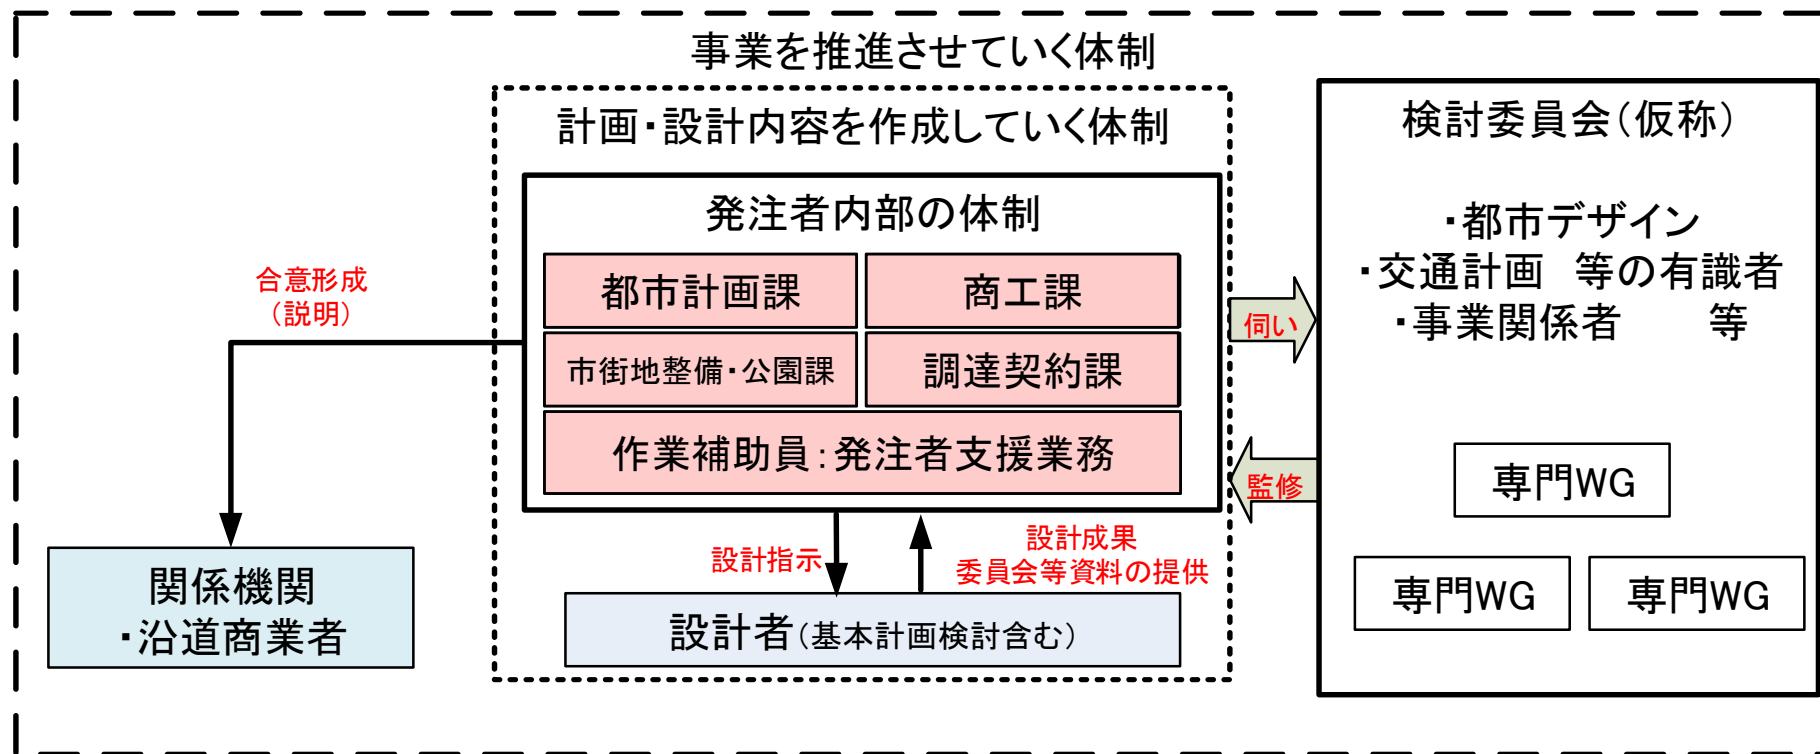 事業を推進させていく体制
計画・設計内容を作成していく体制
発注者内部の体制
都市計画課
商工課
市街地整備・公園課
調達契約課
作業補助員：発注者支援業務
合意形成
（説明）
関係機関
・沿道商業者
設計指示
設計成果
委員会等資料の提供
設計者（基本計画検討含む）
伺い
監修
検討委員会（仮称）
・都市デザイン
・交通計画　等の有識者
・事業関係者　　等
専門WG
専門WG
専門WG